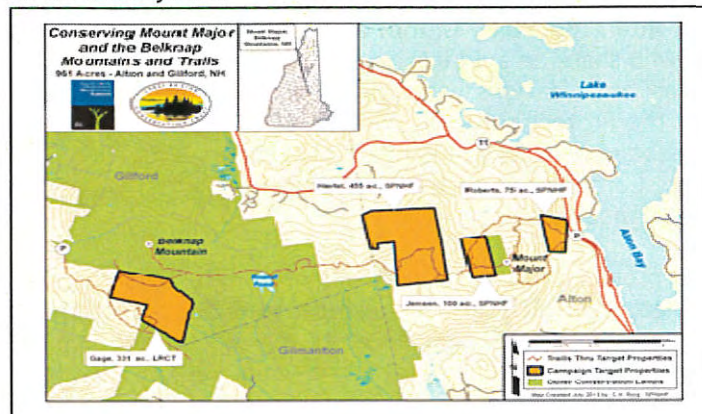 Conserving Mount Major
and the Belknap
Mountains and Trails
961 Acres - Alton and Gilford, NH
Lake
Winnipesaukee
11
Gilford
Hertel, 455 ac., SPNHF
Roberts, 75 ac., SPNHF
P
Belknap
Mountain
P
Mount
Major
Alton Bay
Jensen, 100 ac., SPNHF
Alton
Gage, 331 ac., LRCT
Gilmanton
Trails Thru Target Properties
Campaign Target Properties
Other Conservation Lands